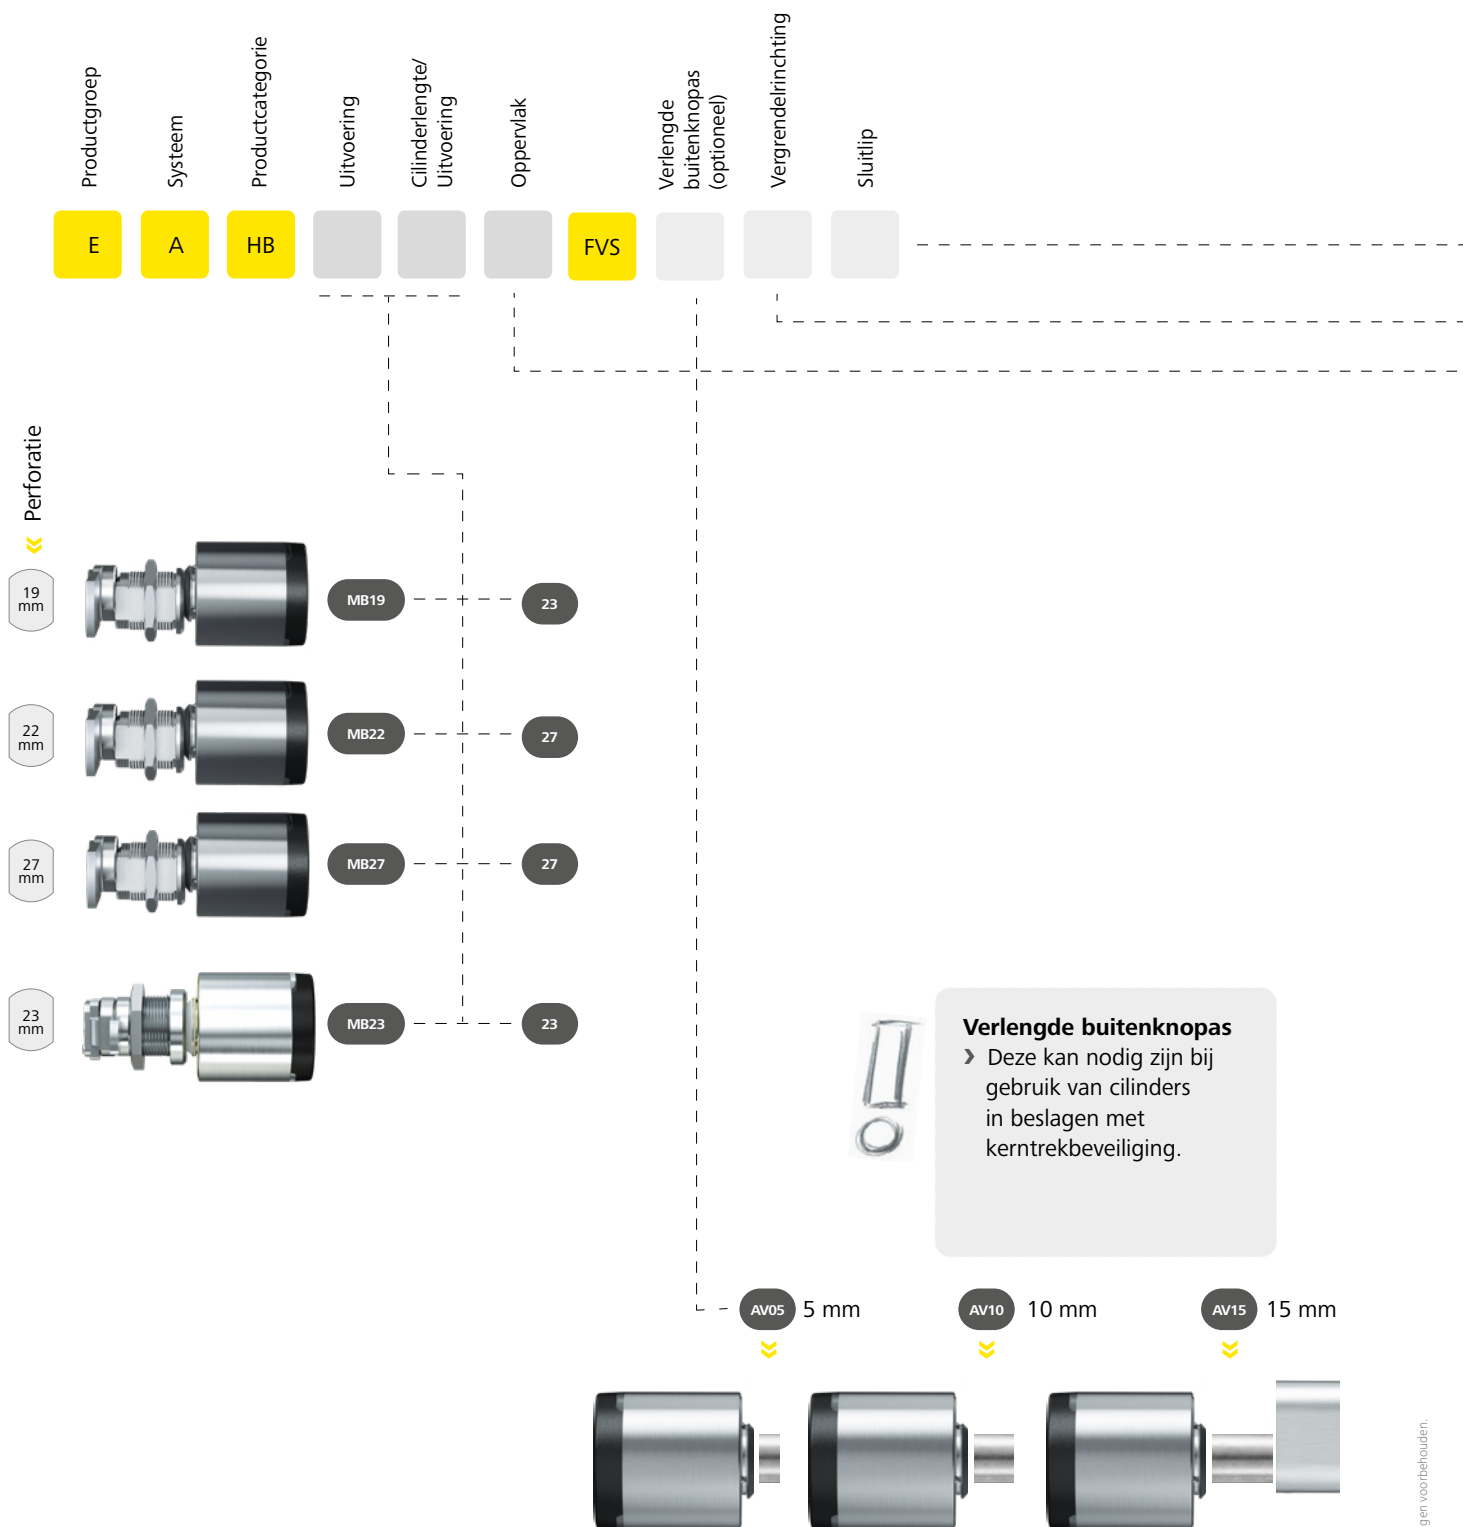 Productgroep
Systeem
Productcategorie
Uitvoering
Cilinderlengte/
Uitvoering
Oppervlak
Verlengde
buitenknopas
(optioneel)
Vergrendelrinchting
Sluitlip
E
A
HB
FVS
Perforatie
19
mm
MB19
23
22
mm
MB22
27
27
mm
MB27
27
23
mm
MB23
23
Verlengde buitenknopas
› Deze kan nodig zijn bij
gebruik van cilinders
in beslagen met
kerntrekbeveiliging.
AV05 5 mm
AV10 10 mm
AV15 15 mm
gen voorbehouden.